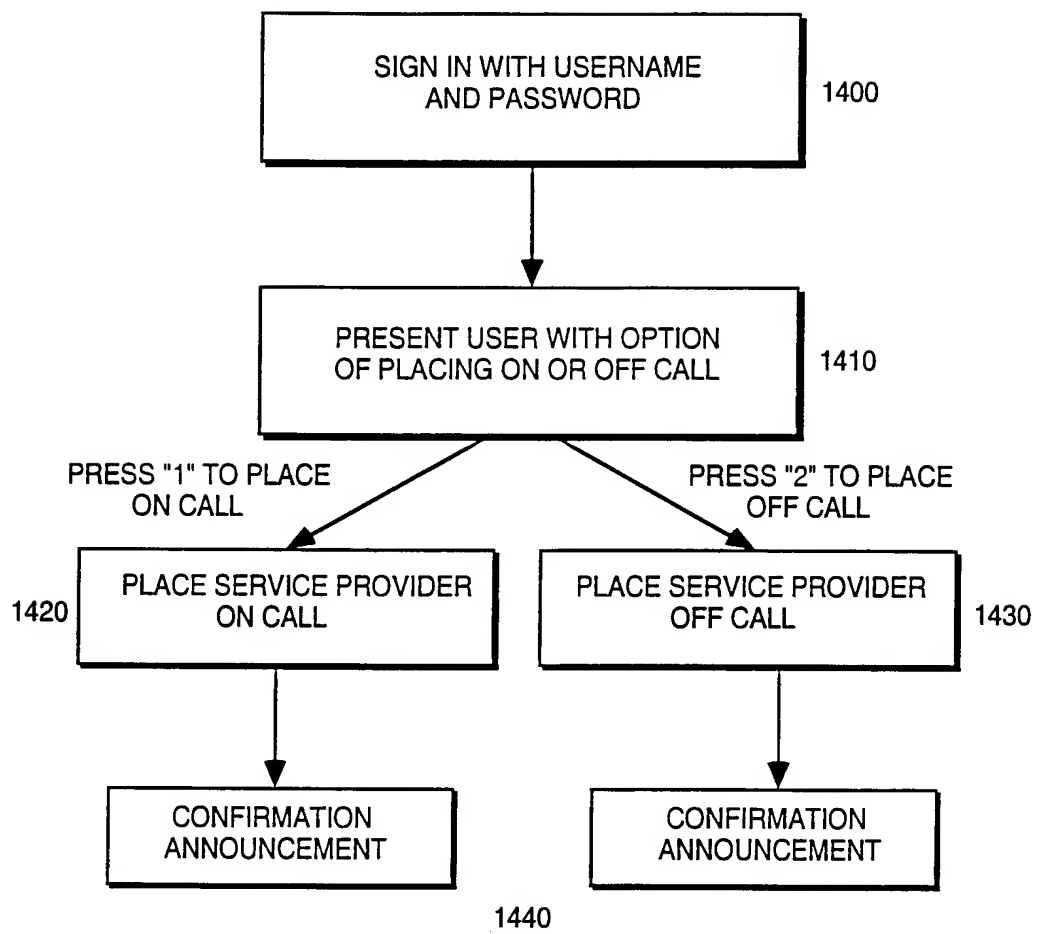 SIGN IN WITH USERNAME
AND PASSWORD
1400
PRESENT USER WITH OPTION
OF PLACING ON OR OFF CALL
1410
PRESS "1" TO PLACE
ON CALL
PRESS "2" TO PLACE
OFF CALL
1420
PLACE SERVICE PROVIDER
ON CALL
PLACE SERVICE PROVIDER
OFF CALL
1430
CONFIRMATION
ANNOUNCEMENT
CONFIRMATION
ANNOUNCEMENT
1440